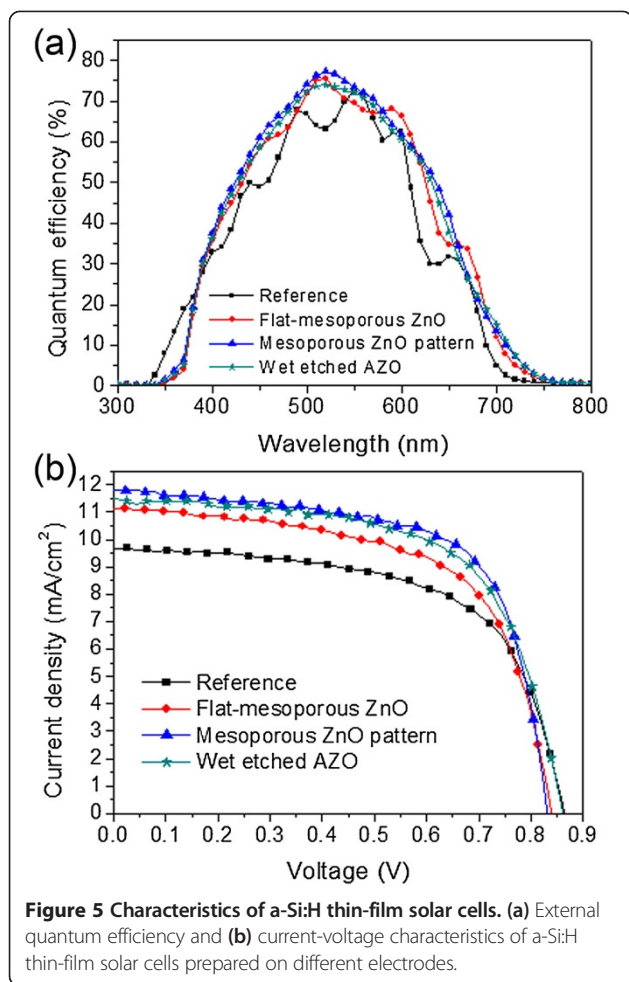 (a)
80
70
60
50
40
30
20
10
0
Quantum efficiency (%)
Reference
Flat-mesoporous ZnO
Mesoporous ZnO pattern
Wet etched AZO
300 400 500 600 700 800
Wavelength (nm)
(b)
12
11
10
9
8
7
6
5
4
3
2
1
0
Current density (mA/cm²)
Reference
Flat-mesoporous ZnO
Mesoporous ZnO pattern
Wet etched AZO
0.0 0.1 0.2 0.3 0.4 0.5 0.6 0.7 0.8 0.9
Voltage (V)
Figure 5 Characteristics of a-Si:H thin-film solar cells. (a) External
quantum efficiency and (b) current-voltage characteristics of a-Si:H
thin-film solar cells prepared on different electrodes.